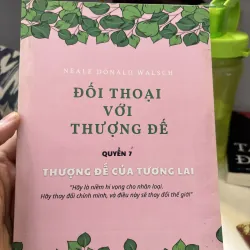 NEALE DONALD WALSCH
ĐỐI THOẠI
VỚI
THƯỢNG ĐẾ
QUYỂN 7
THƯỢNG ĐẾ CỦA TƯƠNG LAI
"Hãy là niềm hi vọng cho nhân loại.
Hãy thay đổi chính mình, và điều này sẽ thay đổi thế giới"